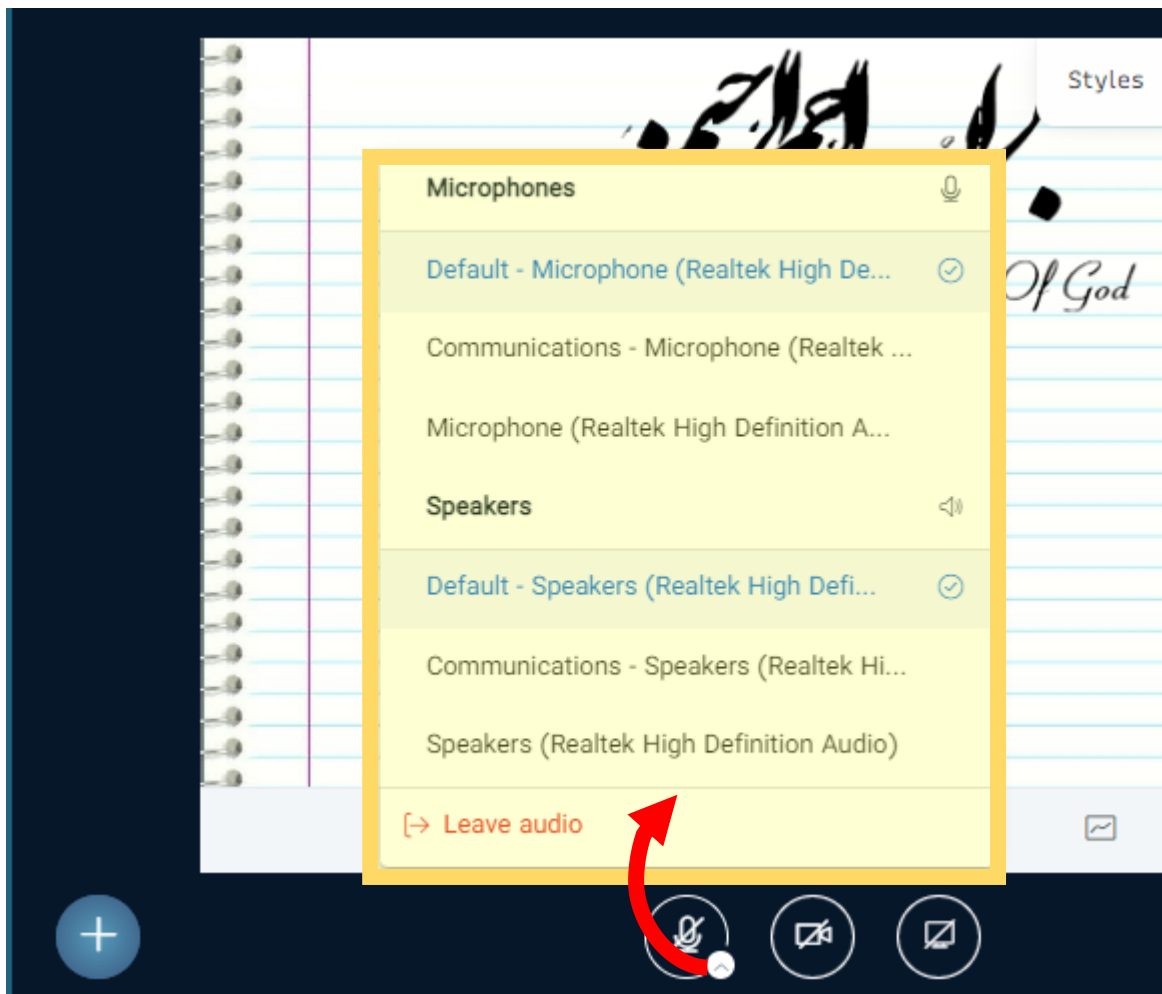 Styles
Microphones
Default - Microphone (Realtek High De...
Of God
Communications - Microphone (Realtek ...
Microphone (Realtek High Definition A...
Speakers
Default - Speakers (Realtek High Defi...
Communications - Speakers (Realtek Hi...
Speakers (Realtek High Definition Audio)
Leave audio